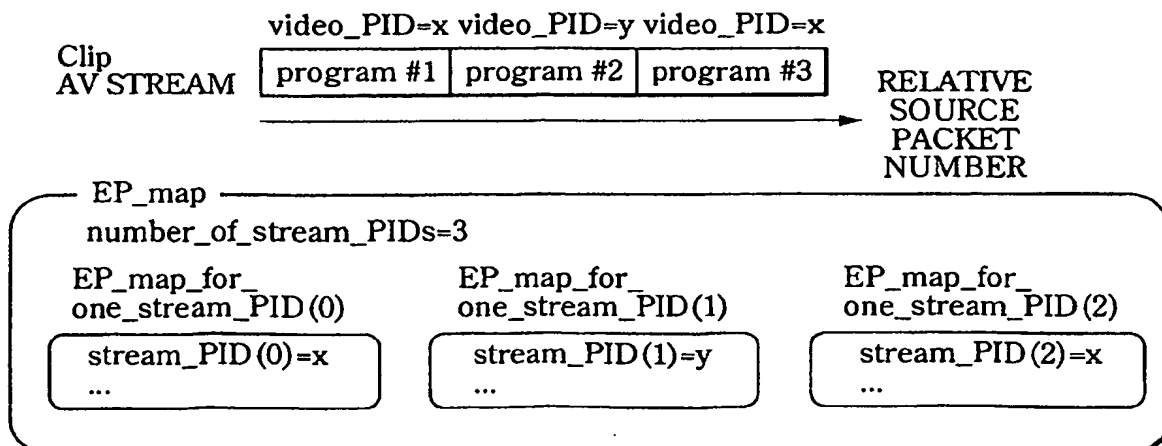 video_PID=x video_PID=y video_PID=x
Clip
AV STREAM
program #1 program #2 program #3
RELATIVE
SOURCE
PACKET
NUMBER
EP_map
number_of_stream_PIDs=3
EP_map_for_
one_stream_PID(0)
stream_PID(0)=x
...
EP_map_for_
one_stream_PID(1)
stream_PID(1)=y
...
EP_map_for_
one_stream_PID(2)
stream_PID(2)=x
...